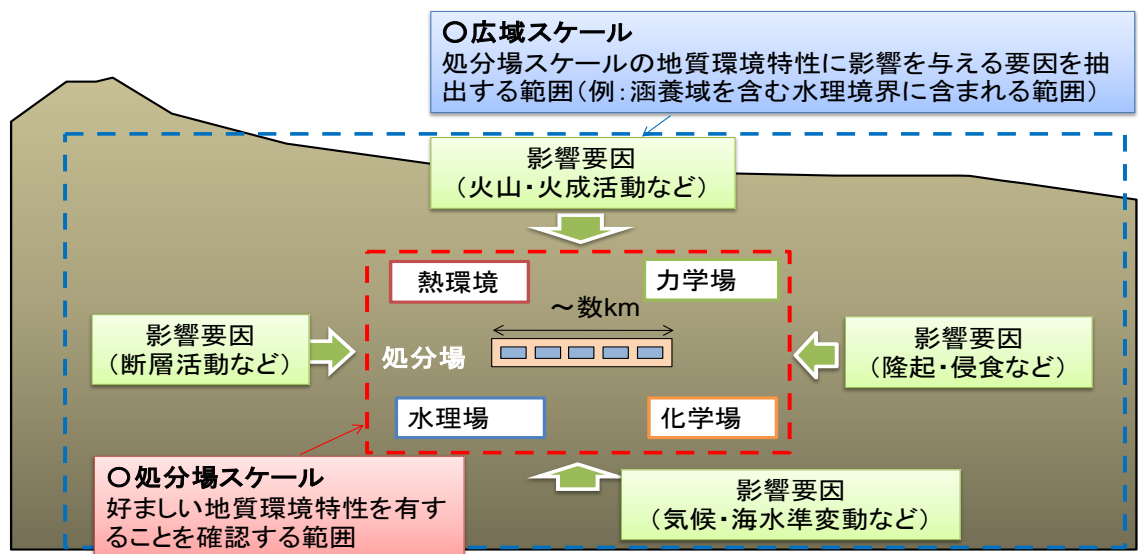 〇広域スケール
処分場スケールの地質環境特性に影響を与える要因を抽
出する範囲(例:涵養域を含む水理境界に含まれる範囲)
影響要因
(火山・火成活動など)
熱環境
力学場
～数km
影響要因
(断層活動など)
処分場
影響要因
(隆起・侵食など)
水理場
化学場
〇処分場スケール
好ましい地質環境特性を有す
ることを確認する範囲
影響要因
(気候・海水準変動など)